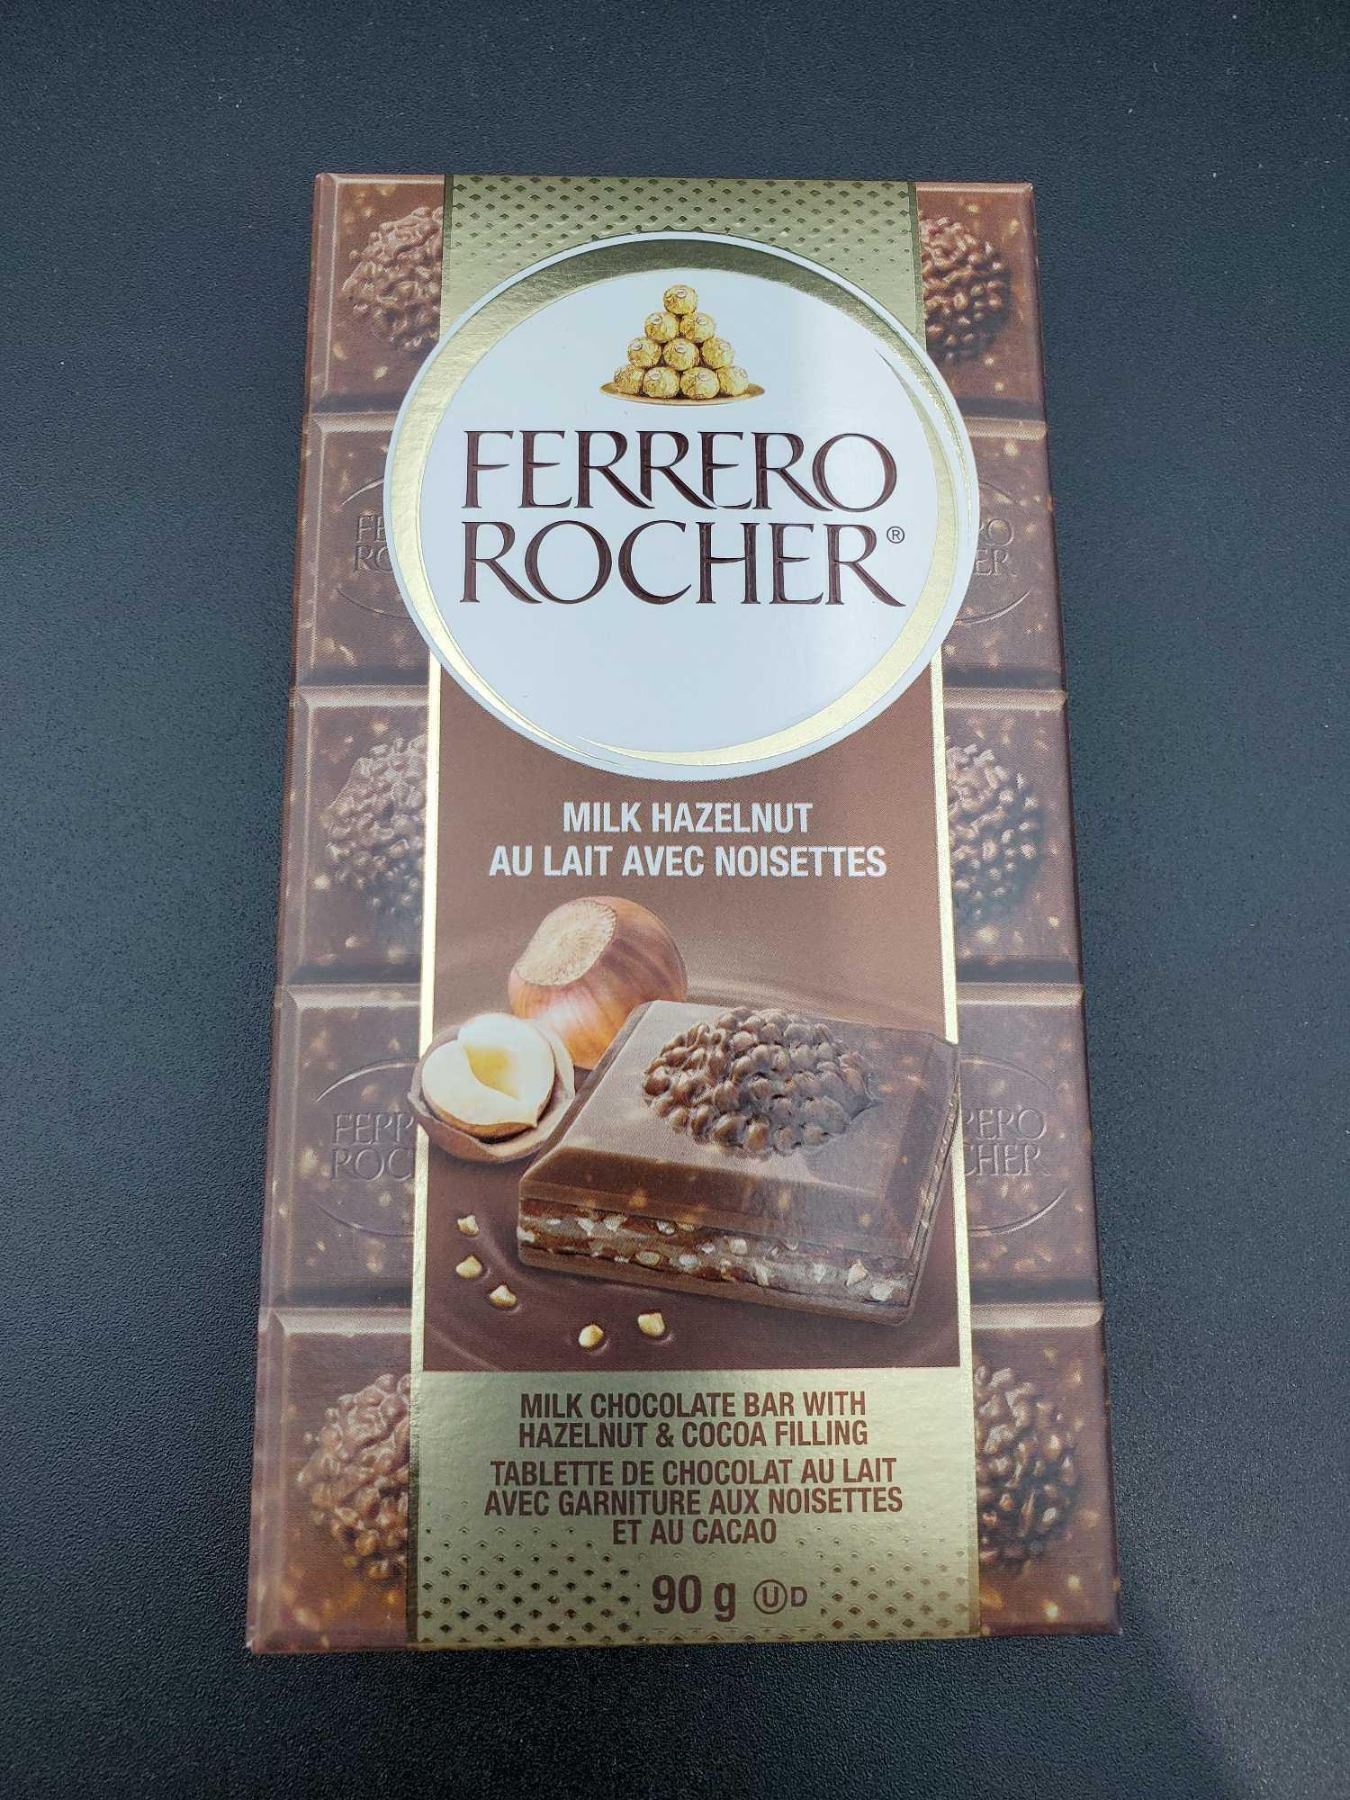 FERRERO
ROCHER®
MILK HAZELNUT
AU LAIT AVEC NOISETTES
MILK CHOCOLATE BAR WITH
HAZELNUT & COCOA FILLING
TABLETTE DE CHOCOLAT AU LAIT
AVEC GARNITURE AUX NOISETTES
ET AU CACAO
90 g Ⓤ D